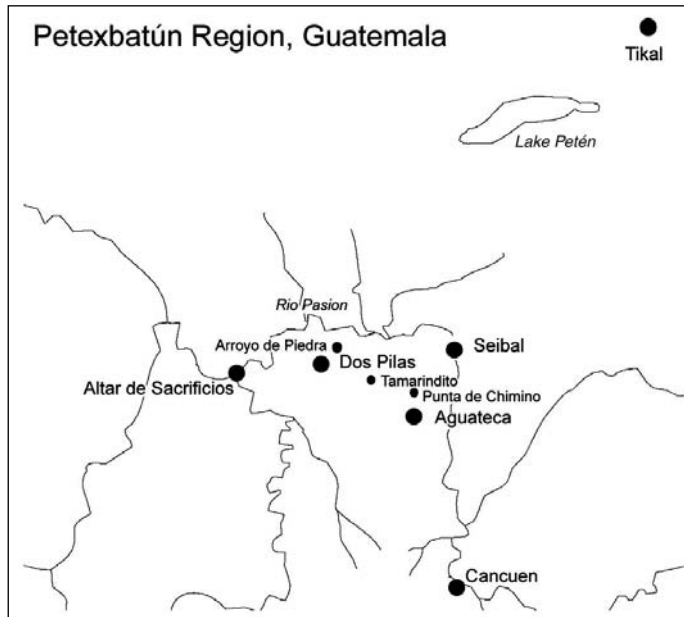 Petexbatún Region, Guatemala
Tikal
Lake Petén
Rio Pasion
Arroyo de Piedra
Seibal
Dos Pilas
Altar de Sacrificios
Tamarindito
Punta de Chimino
Aguateca
Cancuen